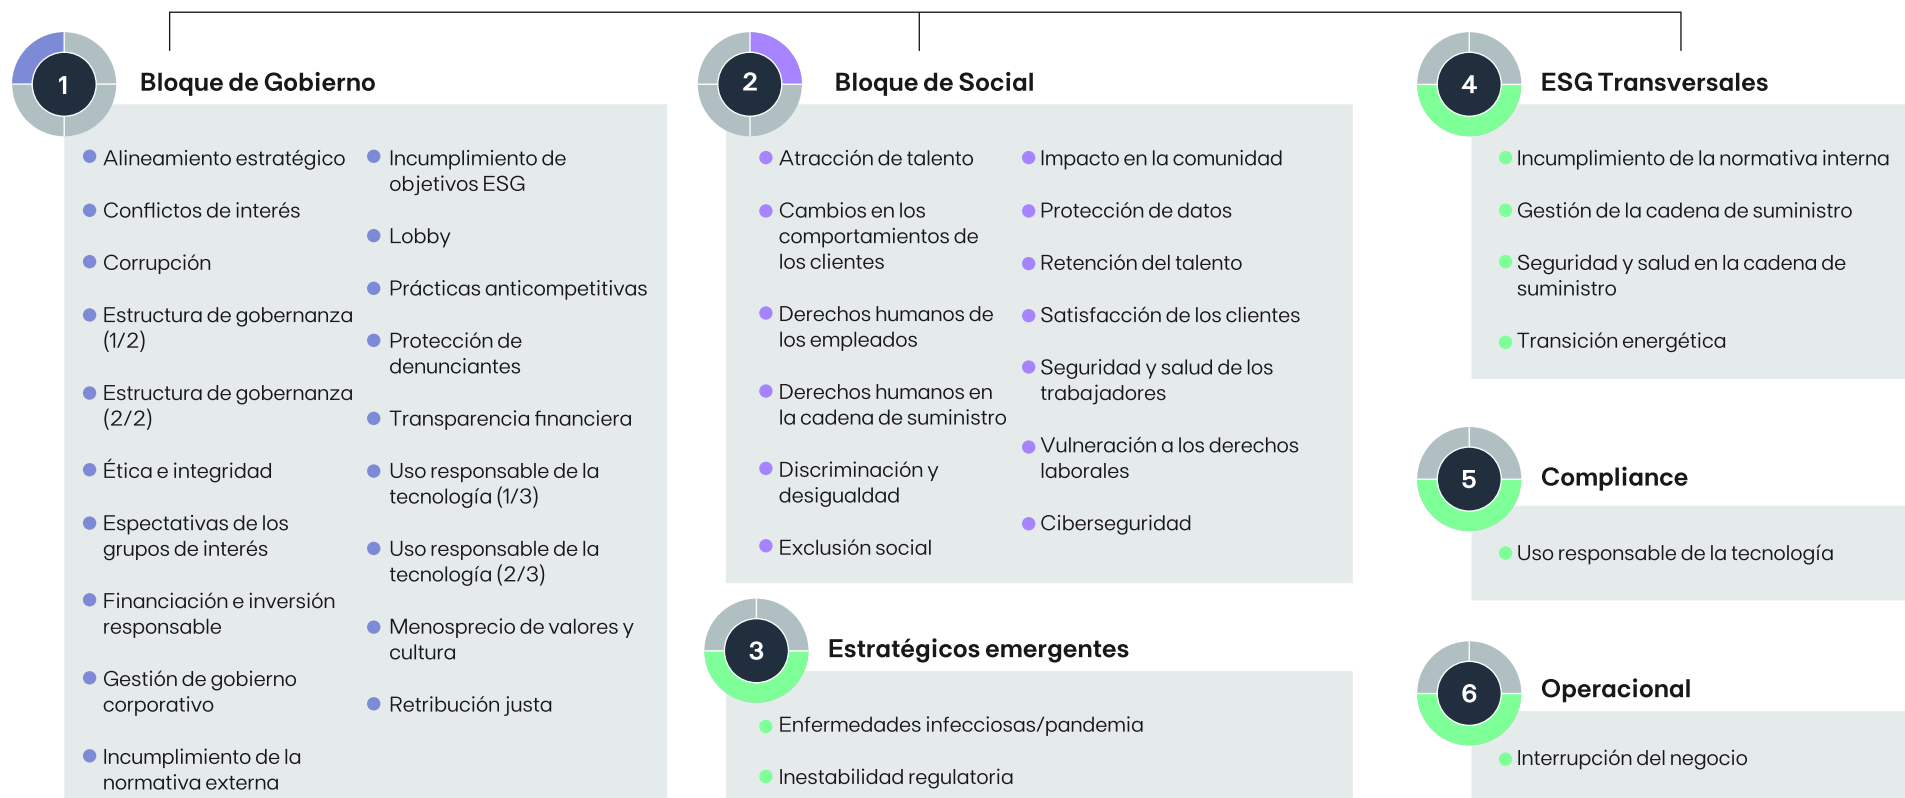 1
Bloque de Gobierno
Alineamiento estratégico
Conflictos de interés
Corrupción
Estructura de gobernanza
(1/2)
Estructura de gobernanza
(2/2)
Ética e integridad
Espectativas de los
grupos de interés
Financiación e inversión
responsable
Gestión de gobierno
corporativo
Incumplimiento de la
normativa externa
Incumplimiento de
objetivos ESG
Lobby
Prácticas anticompetitivas
Protección de
denunciantes
Transparencia financiera
Uso responsable de la
tecnología (1/3)
Uso responsable de la
tecnología (2/3)
Menosprecio de valores y
cultura
Retribución justa
2
Bloque de Social
Atracción de talento
Cambios en los
comportamientos de
los clientes
Derechos humanos de
los empleados
Derechos humanos en
la cadena de suministro
Discriminación y
desigualdad
Exclusión social
Impacto en la comunidad
Protección de datos
Retención del talento
Satisfacción de los clientes
Seguridad y salud de los
trabajadores
Vulneración a los derechos
laborales
Ciberseguridad
3
Estratégicos emergentes
Enfermedades infecciosas/pandemia
Inestabilidad regulatoria
4
ESG Transversales
Incumplimiento de la normativa interna
Gestión de la cadena de suministro
Seguridad y salud en la cadena de
suministro
Transición energética
5
Compliance
Uso responsable de la tecnología
6
Operacional
Interrupción del negocio